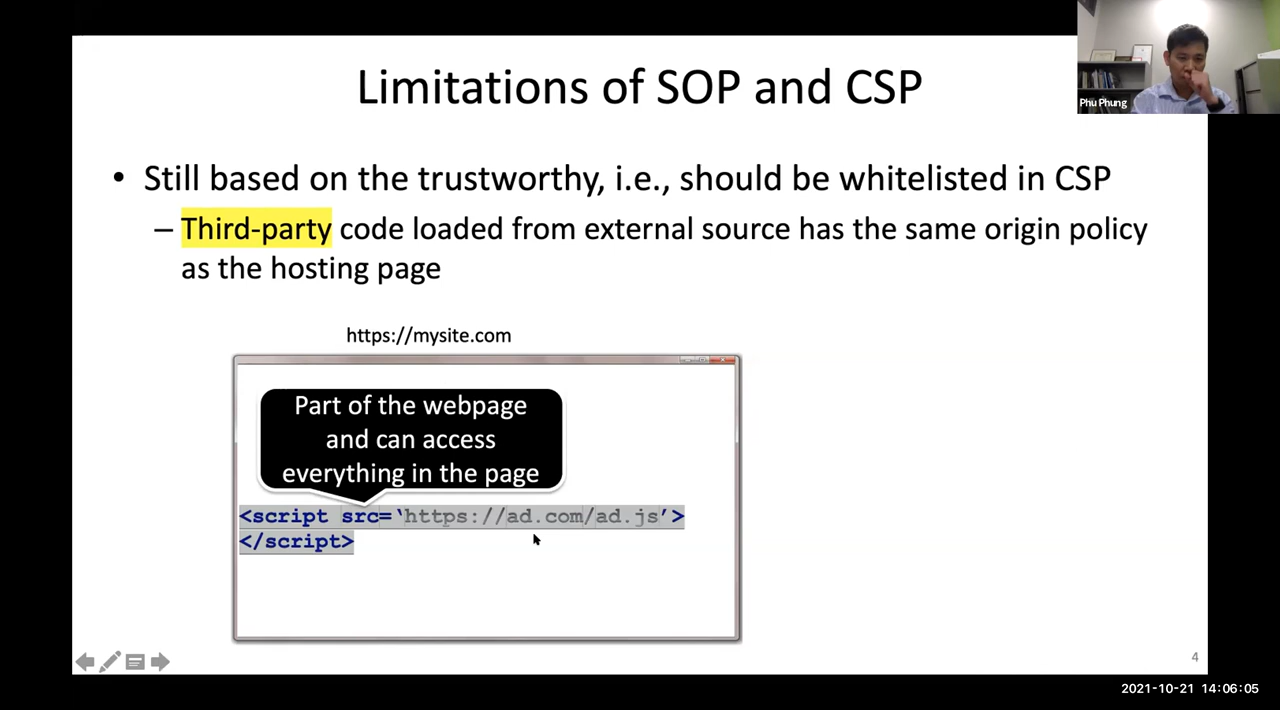 Limitations of SOP and CSP
Phu Phung
• Still based on the trustworthy, i.e., should be whitelisted in CSP
– Third-party code loaded from external source has the same origin policy
as the hosting page
https://mysite.com
Part of the webpage
and can access
everything in the page
<script src=‘https://ad.com/ad.js’>
</script>
4
2021-10-21 14:06:05